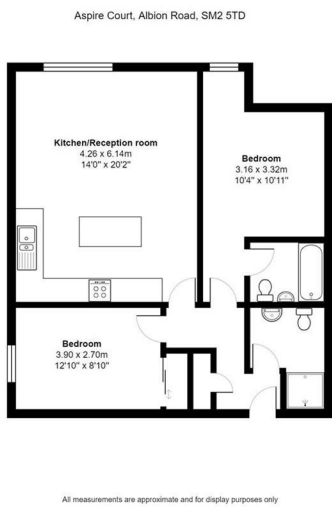 Aspire Court, Albion Road, SM2 5TD
Kitchen/Reception room
4.26 x 6.14m
14'0" x 20'2"
Bedroom
3.16 x 3.32m
10'4" x 10'11"
Bedroom
3.90 x 2.70m
12'10" x 8'10"
All measurements are approximate and for display purposes only